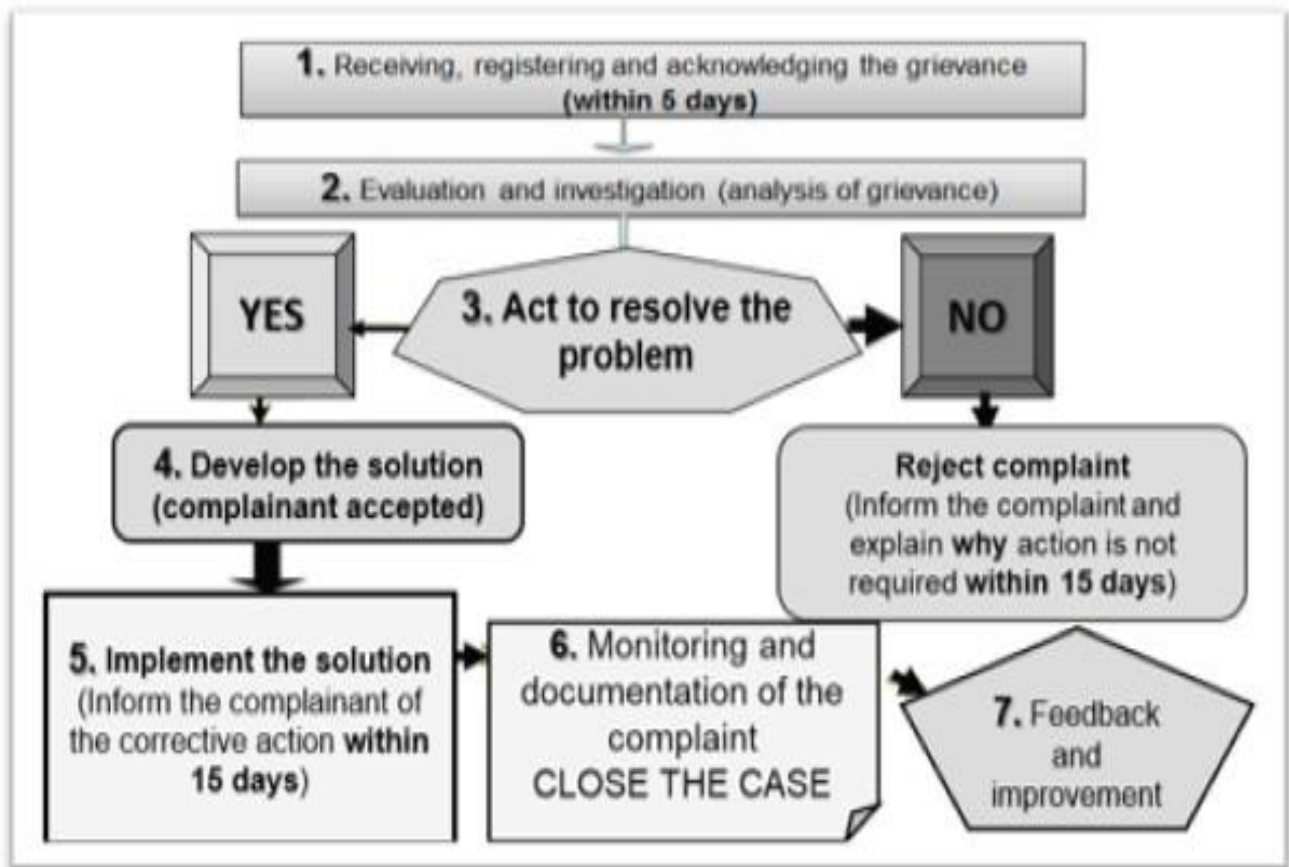 1. Receiving, registering and acknowledging the grievance
(within 5 days)
2. Evaluation and investigation (analysis of grievance)
YES
3. Act to resolve the
problem
NO
4. Develop the solution
(complainant accepted)
Reject complaint
(Inform the complaint and
explain why action is not
required within 15 days)
5. Implement the solution
(Inform the complainant of
the corrective action within
15 days)
6. Monitoring and
documentation of the
complaint
CLOSE THE CASE
7. Feedback
and
improvement